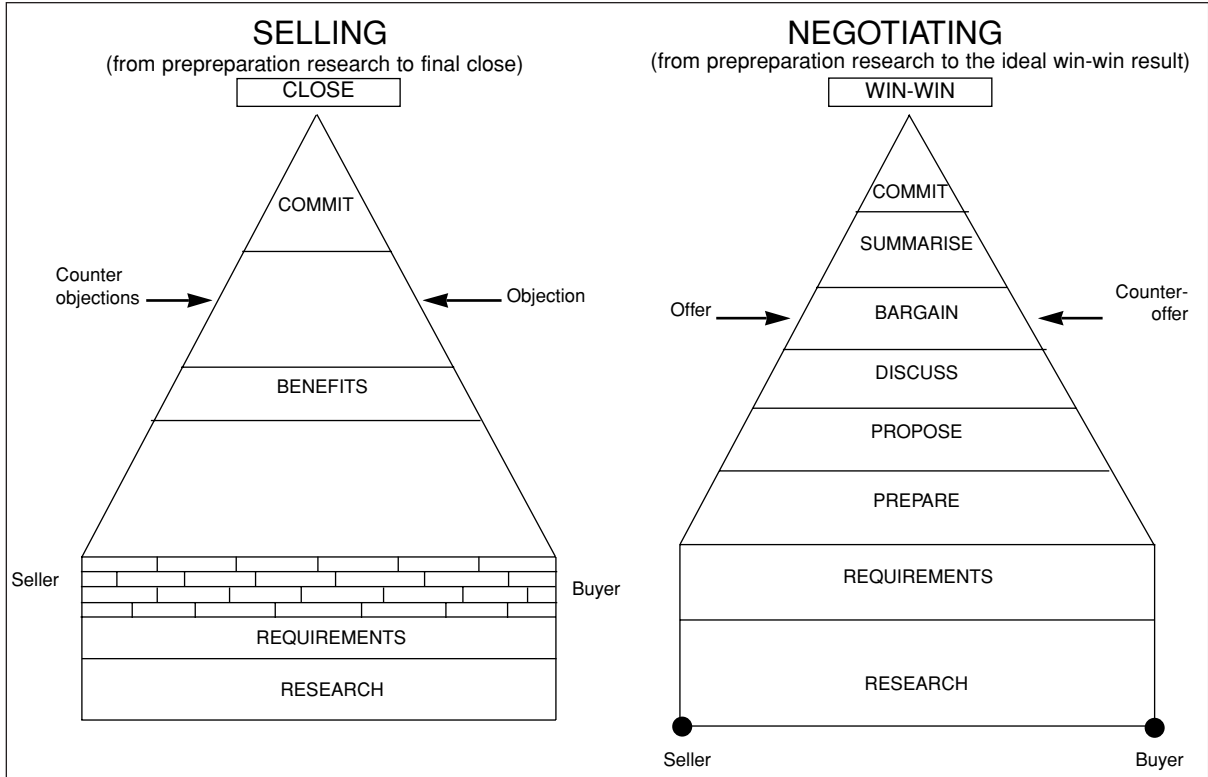 SELLING
(from prepreparation research to final close)
CLOSE
COMMIT
Counter
objections
Objection
BENEFITS
Seller
Buyer
REQUIREMENTS
RESEARCH
NEGOTIATING
(from prepreparation research to the ideal win-win result)
WIN-WIN
COMMIT
SUMMARISE
Offer
BARGAIN
Counter-
offer
DISCUSS
PROPOSE
PREPARE
REQUIREMENTS
RESEARCH
Seller
Buyer